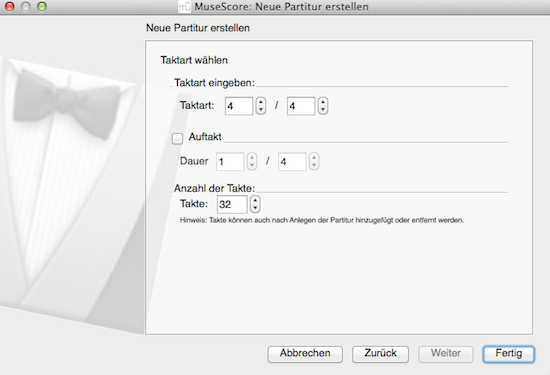 MuseScore: Neue Partitur erstellen
Neue Partitur erstellen
Taktart wählen
Taktart eingeben:
Taktart: 4 / 4
Auftakt
Dauer 1 / 4
Anzahl der Takte:
Takte: 32
Hinweis: Takte können auch nach Anlegen der Partitur hinzugefügt oder entfernt werden.
Abbrechen Zurück Weiter Fertig